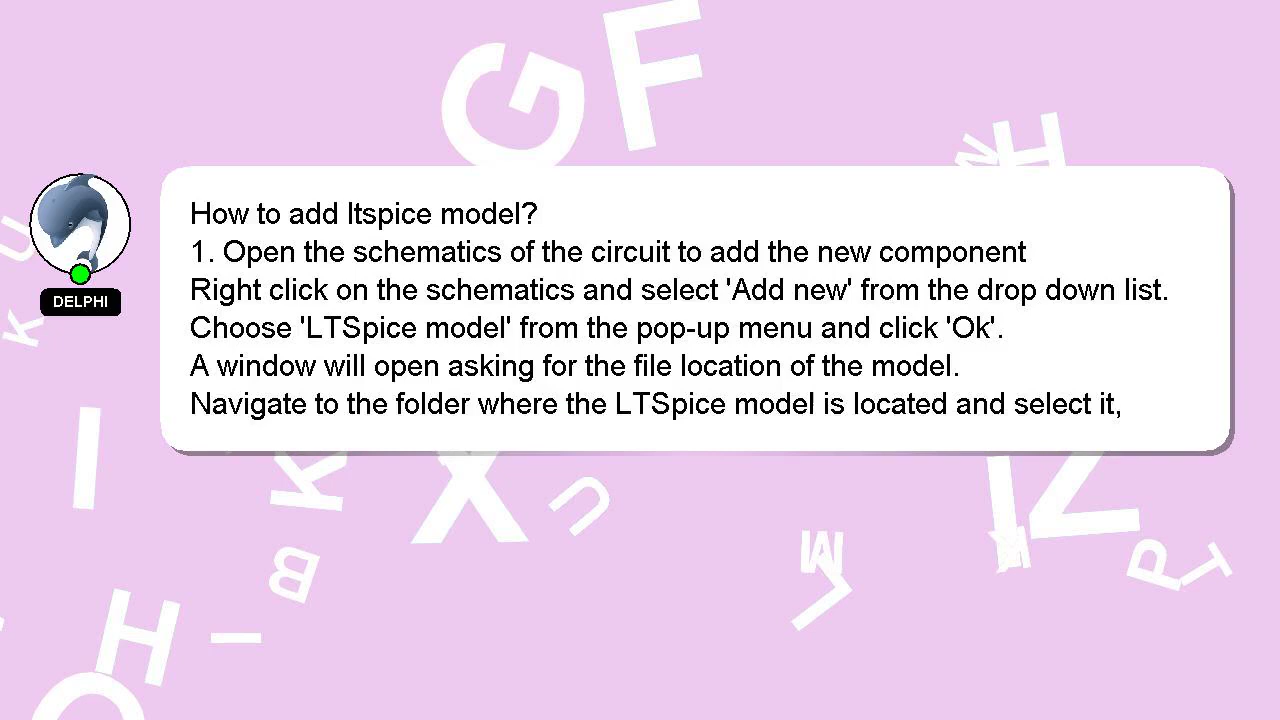 How to add ltspice model?
1. Open the schematics of the circuit to add the new component
Right click on the schematics and select 'Add new' from the drop down list.
Choose 'LTSpice model' from the pop-up menu and click 'Ok'.
A window will open asking for the file location of the model.
Navigate to the folder where the LTSpice model is located and select it,
DELPHI
G
F
N
H
U
K
I
K
X
U
Z
M
L
P
T
B
H
I
O